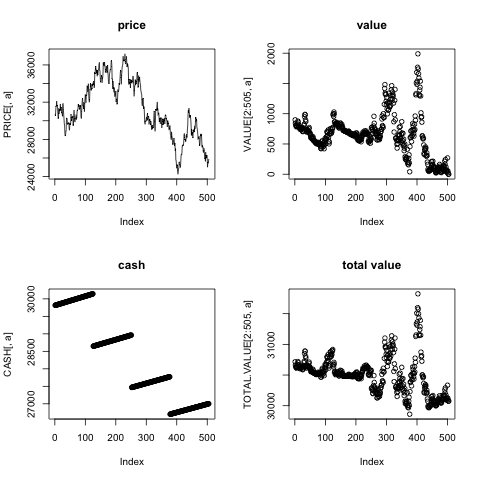 price
PRICE[, a]
24000 28000 32000 36000
0 100 200 300 400 500
Index
value
VALUE[2:505, a]
0 500 1000 2000
0 100 200 300 400 500
Index
cash
CASH[, a]
27000 28500 30000
0 100 200 300 400 500
Index
total value
TOTAL.VALUE[2:505, a]
30000 31000
0 100 200 300 400 500
Index